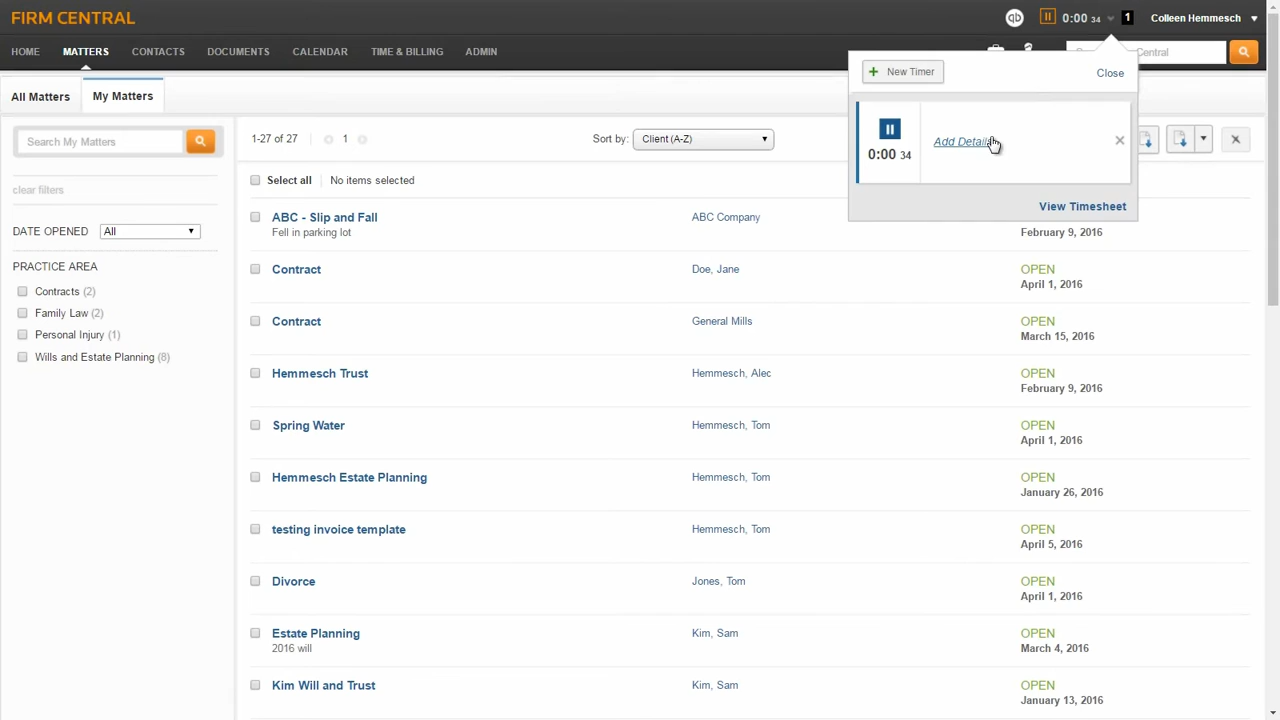 FIRM CENTRAL
qb 0:00 34 1 Colleen Hemmesch
HOME MATTERS CONTACTS DOCUMENTS CALENDAR TIME & BILLING ADMIN
Central
New Timer Close
0:00 34 Add Detail
View Timesheet
All Matters My Matters
Search My Matters
clear filters
DATE OPENED All
PRACTICE AREA
Contracts (2)
Family Law (2)
Personal Injury (1)
Wills and Estate Planning (8)
1-27 of 27 1 Sort by: Client (A-Z)
Select all No items selected
ABC - Slip and Fall ABC Company
Fell in parking lot February 9, 2016
Contract Doe, Jane OPEN
April 1, 2016
Contract General Mills OPEN
March 15, 2016
Hemmesch Trust Hemmesch, Alec OPEN
February 9, 2016
Spring Water Hemmesch, Tom OPEN
April 1, 2016
Hemmesch Estate Planning Hemmesch, Tom OPEN
January 26, 2016
testing invoice template Hemmesch, Tom OPEN
April 5, 2016
Divorce Jones, Tom OPEN
April 1, 2016
Estate Planning Kim, Sam OPEN
2016 will March 4, 2016
Kim Will and Trust Kim, Sam OPEN
January 13, 2016